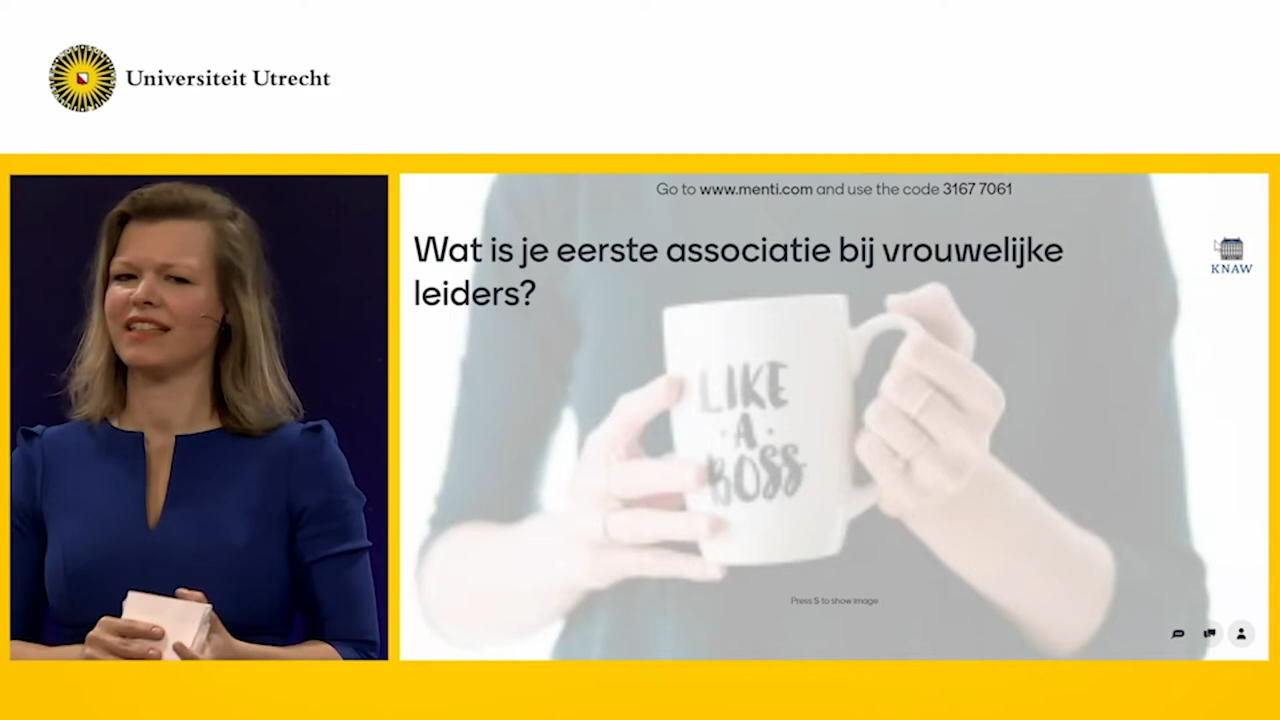 Universiteit Utrecht
Go to www.menti.com and use the code 3167 7061
Wat is je eerste associatie bij vrouwelijke
leiders?
KNAW
LIKE
· A ·
BOSS
Press S to show image